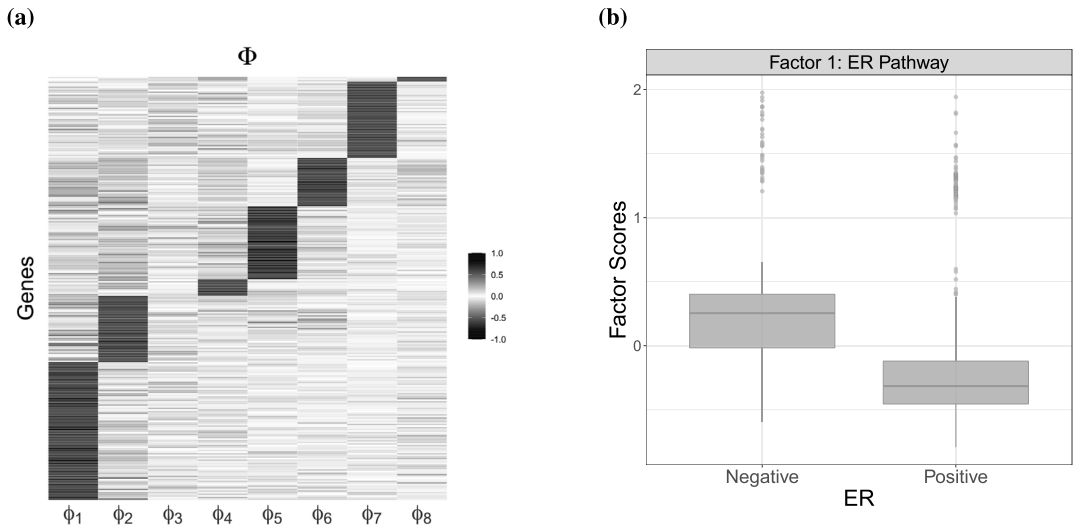 (a)
Φ
Genes
1.0
0.5
0.0
-0.5
-1.0
ϕ1 ϕ2 ϕ3 ϕ4 ϕ5 ϕ6 ϕ7 ϕ8
(b)
Factor 1: ER Pathway
Factor Scores
2
1
0
Negative Positive
ER